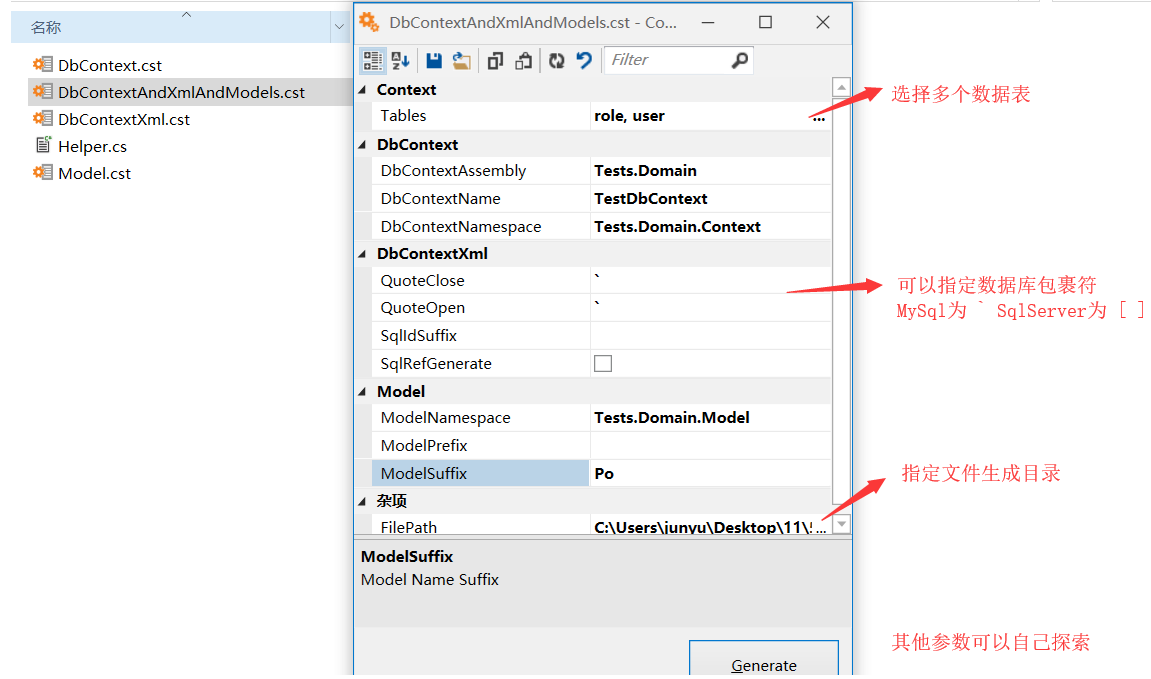 名称
DbContext.cst
DbContextAndXmlAndModels.cst
DbContextXml.cst
Helper.cs
Model.cst
DbContextAndXmlAndModels.cst - Co...
Filter
Context
Tables role, user ...
DbContext
DbContextAssembly Tests.Domain
DbContextName TestDbContext
DbContextNamespace Tests.Domain.Context
DbContextXml
QuoteClose `
QuoteOpen `
SqlIdSuffix
SqlRefGenerate
Model
ModelNamespace Tests.Domain.Model
ModelPrefix
ModelSuffix Po
杂项
FilePath C:\Users\junyu\Desktop\11\ ...
ModelSuffix
Model Name Suffix
Generate
选择多个数据表
可以指定数据库包裹符
MySql为 ` SqlServer为 [ ]
指定文件生成目录
其他参数可以自己探索